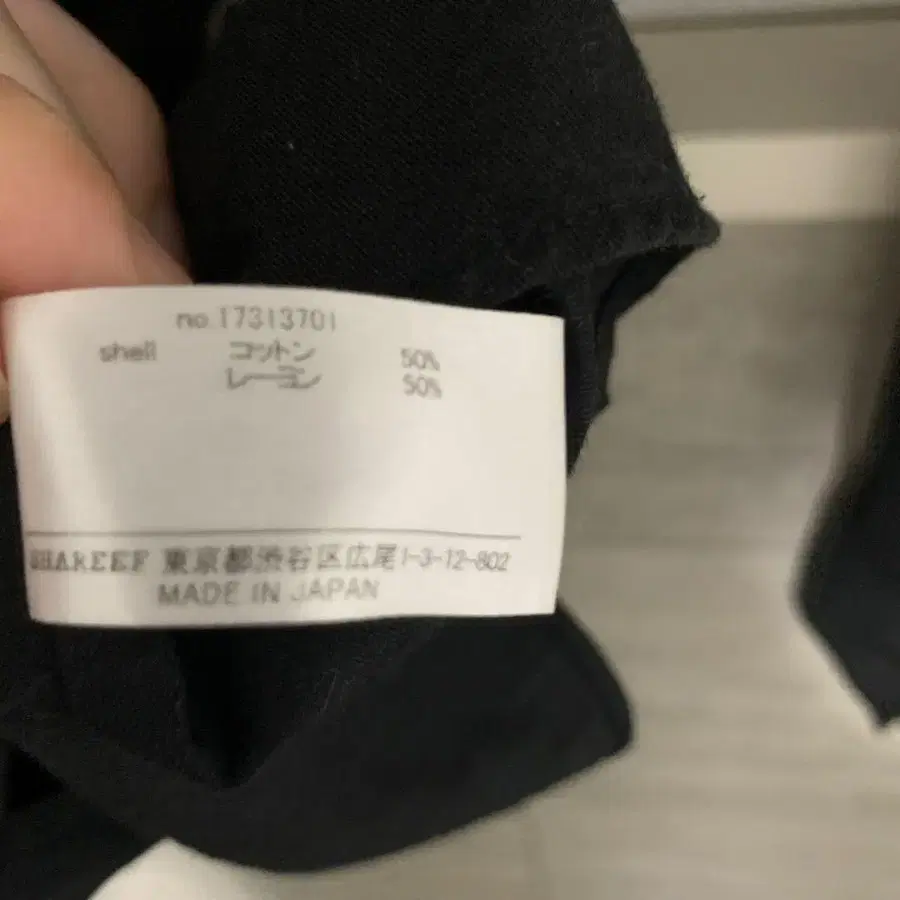 no.17313701
shell コットン 50%
レーヨン 50%
SHAREEF 東京都渋谷区広尾1-3-12-802
MADE IN JAPAN